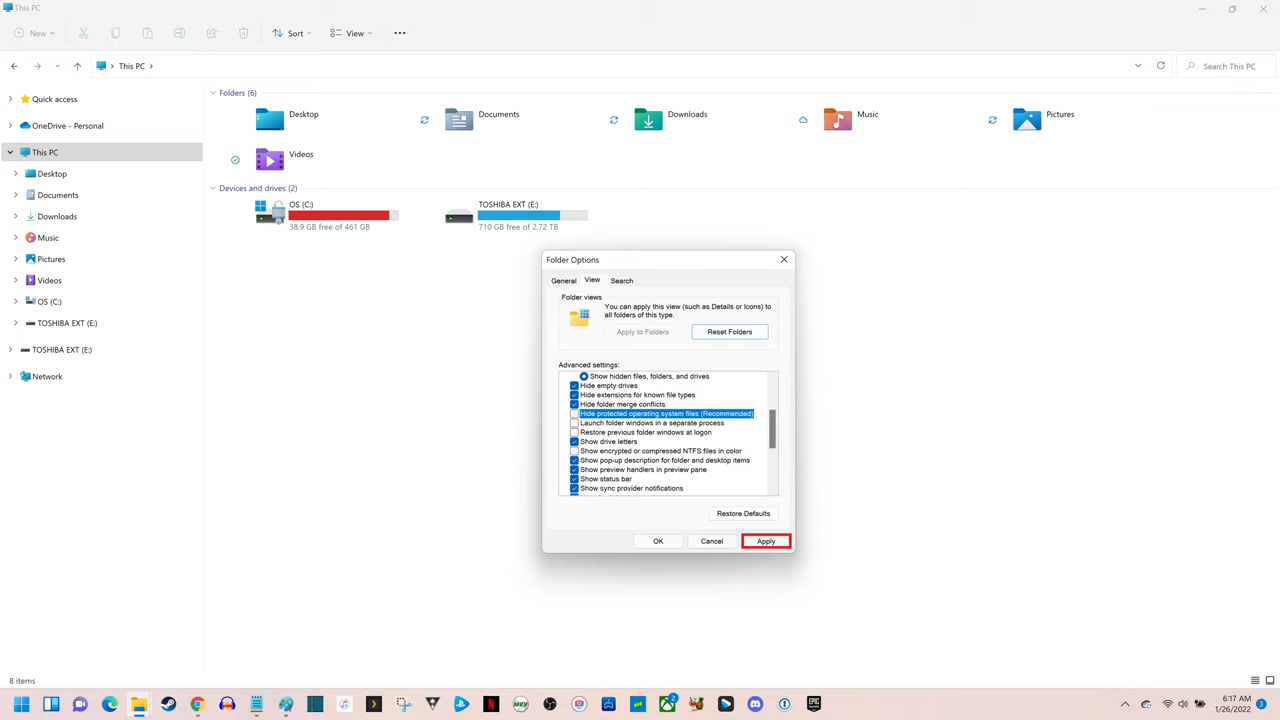 This PC
New
Sort
View
This PC
Search This PC
Quick access
OneDrive - Personal
This PC
Desktop
Documents
Downloads
Music
Pictures
Videos
OS (C:)
TOSHIBA EXT (E:)
TOSHIBA EXT (E:)
Network
Folders (6)
Desktop
Documents
Downloads
Music
Pictures
Videos
Devices and drives (2)
OS (C:)
38.9 GB free of 461 GB
TOSHIBA EXT (E:)
710 GB free of 2.72 TB
Folder Options
General
View
Search
Folder views
You can apply this view (such as Details or Icons) to
all folders of this type.
Apply to Folders
Reset Folders
Advanced settings:
Show hidden files, folders, and drives
Hide empty drives
Hide extensions for known file types
Hide folder merge conflicts
Hide protected operating system files (Recommended)
Launch folder windows in a separate process
Restore previous folder windows at logon
Show drive letters
Show encrypted or compressed NTFS files in color
Show pop-up description for folder and desktop items
Show preview handlers in preview pane
Show status bar
Show sync provider notifications
Restore Defaults
OK
Cancel
Apply
8 items
2
EPIC
6:17 AM
1/26/2022
3